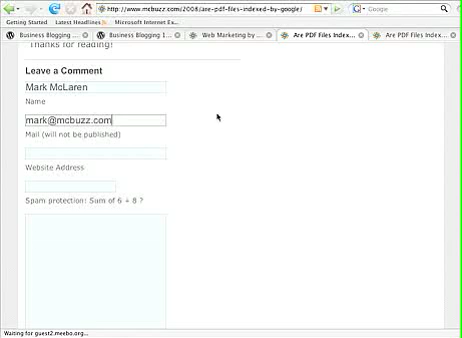 http://www.mcbuzz.com/2008/are-pdf-files-indexed-by-google/
Google
Getting Started Latest Headlines Microsoft Ex...
Business Blogging ... Business Blogging 1... Web Marketing by ... Are PDF Files Index... Are PDF Files Index...
Thanks for reading!
Leave a Comment
Mark McLaren
Name
mark@mcbuzz.com
Mail (will not be published)
Website Address
Spam protection: Sum of 6 + 8 ?
Waiting for guest2.meebo.org...